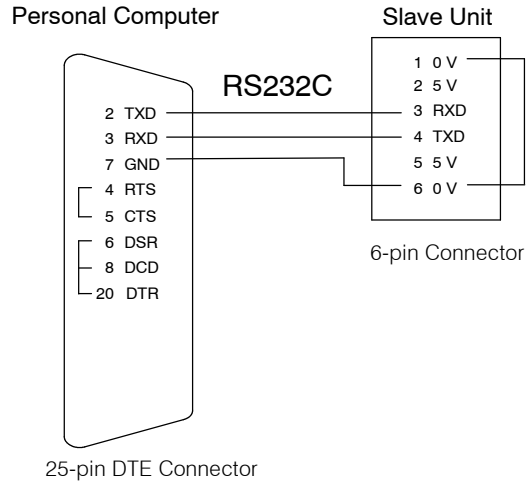 Personal Computer
Slave Unit
RS232C
2 TXD
3 RXD
7 GND
4 RTS
5 CTS
6 DSR
8 DCD
20 DTR
1 0 V
2 5 V
3 RXD
4 TXD
5 5 V
6 0 V
6-pin Connector
25-pin DTE Connector